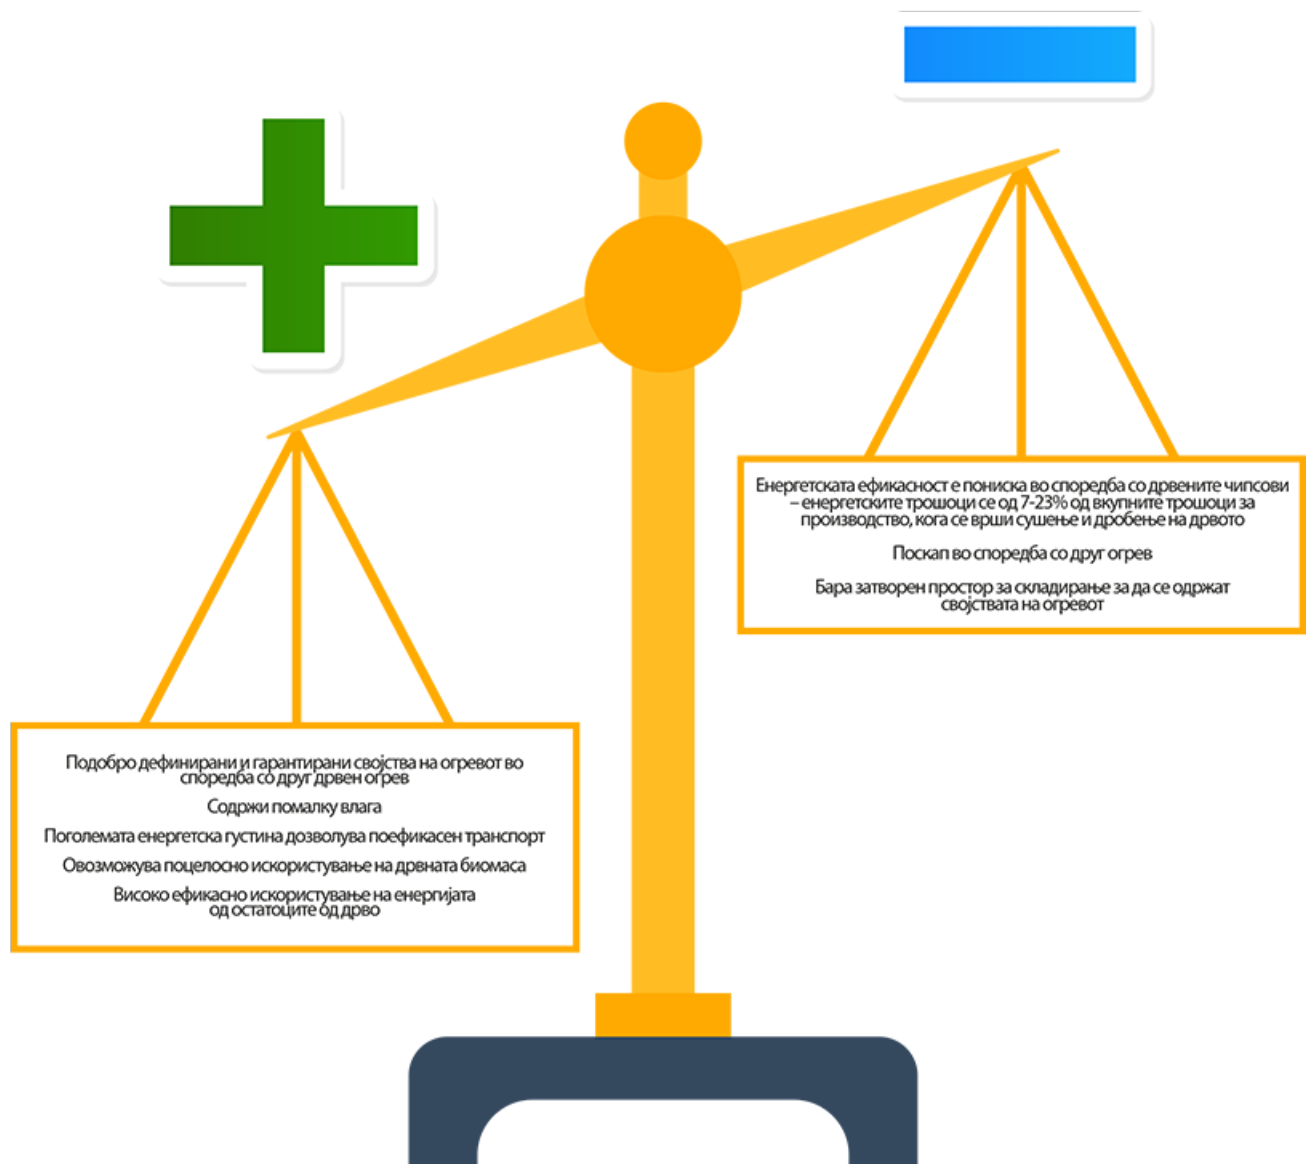 Енергетската ефикасност е пониска во споредба со дрвените чипсови
– енергетските трошоци се од 7-23% од вкупните трошоци за
производство, кога се врши сушење и дробење на дрвото
Поскап во споредба со друг огрев
Бара затворен простор за складирање за да се одржат
својствата на огревот
Подобро дефинирани и гарантирани својства на огревот во
споредба со друг дрвен огрев
Содржи помалку влага
Поголемата енергетска густина дозволува поефикасен транспорт
Овозможува поцелосно искористување на дрвната биомаса
Високо ефикасно искористување на енергијата
од остатоците од дрво